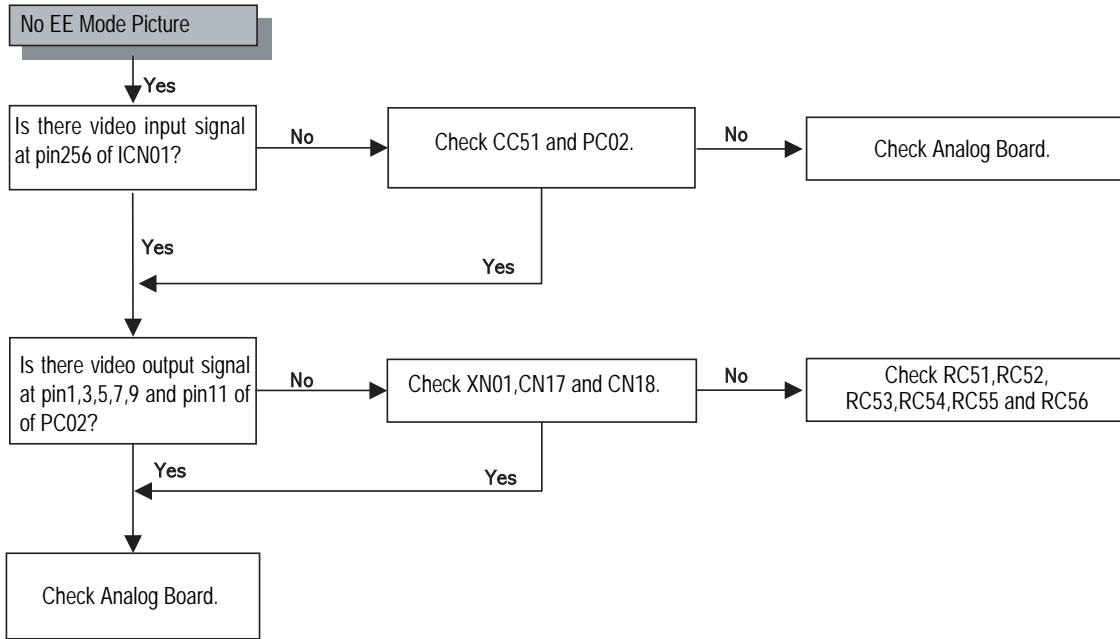 No EE Mode Picture
Yes
Is there video input signal
at pin256 of ICN01?
No
Check CC51 and PC02.
No
Check Analog Board.
Yes
Yes
Is there video output signal
at pin1,3,5,7,9 and pin11 of
of PC02?
No
Check XN01,CN17 and CN18.
No
Check RC51,RC52,
RC53,RC54,RC55 and RC56
Yes
Yes
Check Analog Board.